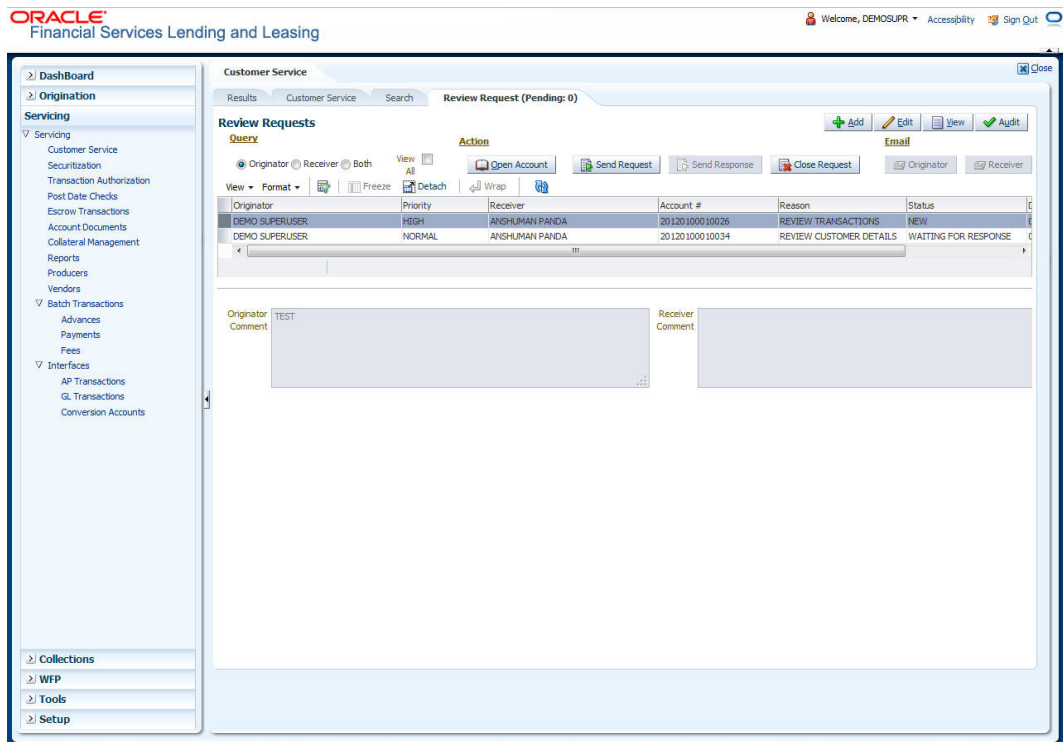 ORACLE
Financial Services Lending and Leasing
Welcome, DEMOSUPR
Accessibility
Sign Out
Close
DashBoard
Origination
Servicing
Servicing
Customer Service
Securitization
Transaction Authorization
Post Date Checks
Escrow Transactions
Account Documents
Collateral Management
Reports
Producers
Vendors
Batch Transactions
Advances
Payments
Fees
Interfaces
AP Transactions
GL Transactions
Conversion Accounts
Collections
WFP
Tools
Setup
Customer Service
Results Customer Service Search Review Request (Pending: 0)
Review Requests
Add Edit View Audit
Query Action Email
Originator Receiver Both View All
Open Account Send Request Send Response Close Request Originator Receiver
View Format Freeze Detach Wrap
Originator Priority Receiver Account # Reason Status
DEMO SUPERUSER HIGH ANSHUMAN PANDA 20120100010026 REVIEW TRANSACTIONS NEW
DEMO SUPERUSER NORMAL ANSHUMAN PANDA 20120100010034 REVIEW CUSTOMER DETAILS WAITING FOR RESPONSE
Originator Comment
TEST
Receiver Comment